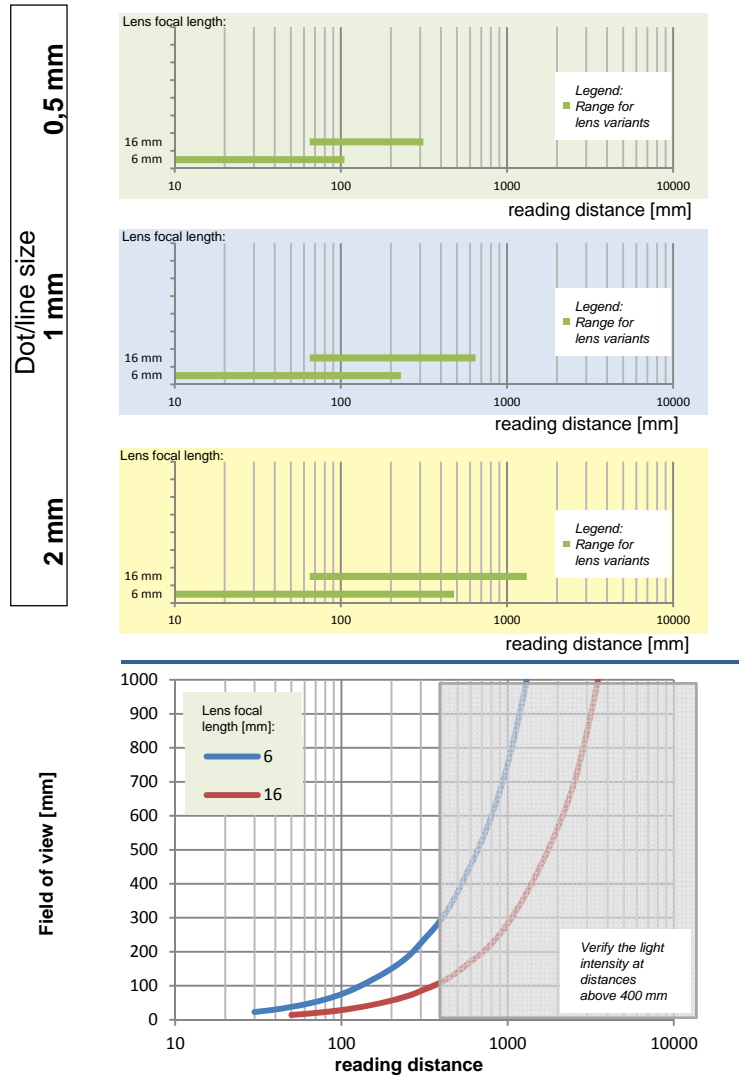 Dot/line size
0,5 mm
1 mm
2 mm
Lens focal length:
16 mm
6 mm
Legend:
Range for
lens variants
10
100
1000
10000
reading distance [mm]
Lens focal length:
16 mm
6 mm
Legend:
Range for
lens variants
10
100
1000
10000
reading distance [mm]
Lens focal length:
16 mm
6 mm
Legend:
Range for
lens variants
10
100
1000
10000
reading distance [mm]
Field of view [mm]
1000
900
800
700
600
500
400
300
200
100
0
Lens focal
length [mm]:
6
16
Verify the light
intensity at
distances
above 400 mm
10
100
1000
10000
reading distance